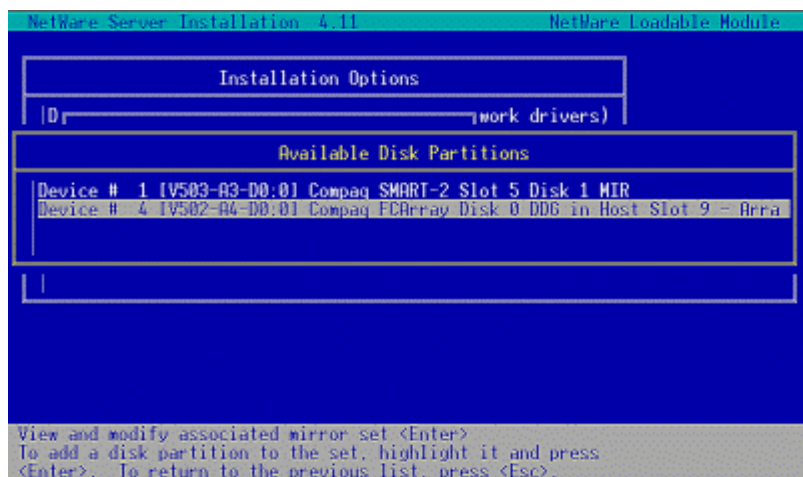 NetWare Server Installation 4.11 NetWare Loadable Module
Installation Options
D work drivers)
Available Disk Partitions
Device # 1 [V503-A3-D0:0] Compaq SMART-2 Slot 5 Disk 1 MIR
Device # 4 [V502-A4-D0:0] Compaq FCArray Disk 0 DDG in Host Slot 9 - Arra
View and modify associated mirror set <Enter>
To add a disk partition to the set, highlight it and press
<Enter>. To return to the previous list, press <Esc>.